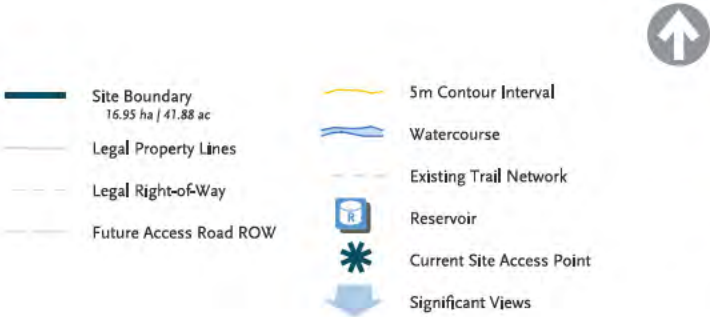 Site Boundary
16.95 ha | 41.88 ac
Legal Property Lines
Legal Right-of-Way
Future Access Road ROW
5m Contour Interval
Watercourse
Existing Trail Network
R
Reservoir
Current Site Access Point
Significant Views